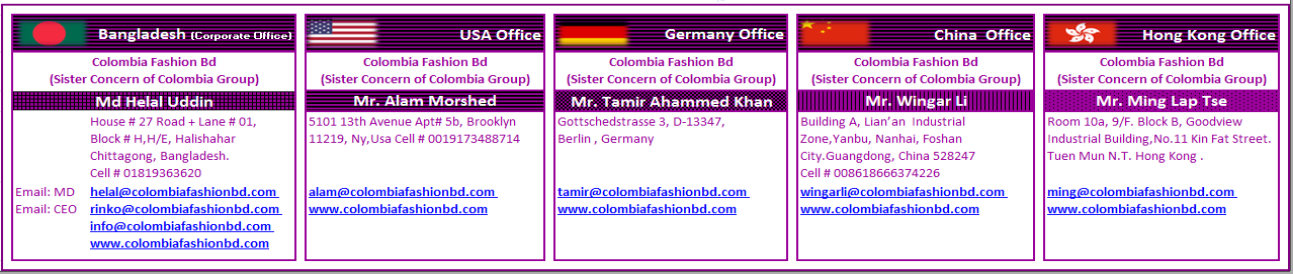 Bangladesh (Corporate Office)
Colombia Fashion Bd
(Sister Concern of Colombia Group)
Md Helal Uddin
House # 27 Road + Lane # 01,
Block # H,H/E, Halishahar
Chittagong, Bangladesh.
Cell # 01819363620
Email: MD helal@colombiafashionbd.com
Email: CEO rinko@colombiafashionbd.com
info@colombiafashionbd.com
www.colombiafashionbd.com
USA Office
Colombia Fashion Bd
(Sister Concern of Colombia Group)
Mr. Alam Morshed
5101 13th Avenue Apt# 5b, Brooklyn
11219, Ny,Usa Cell # 0019173488714
alam@colombiafashionbd.com
www.colombiafashionbd.com
Germany Office
Colombia Fashion Bd
(Sister Concern of Colombia Group)
Mr. Tamir Ahammed Khan
Gottschedstrasse 3, D-13347,
Berlin , Germany
tamir@colombiafashionbd.com
www.colombiafashionbd.com
China Office
Colombia Fashion Bd
(Sister Concern of Colombia Group)
Mr. Wingar Li
Building A, Lian'an Industrial
Zone,Yanbu, Nanhai, Foshan
City.Guangdong, China 528247
Cell # 008618666374226
wingarli@colombiafashionbd.com
www.colombiafashionbd.com
Hong Kong Office
Colombia Fashion Bd
(Sister Concern of Colombia Group)
Mr. Ming Lap Tse
Room 10a, 9/F. Block B, Goodview
Industrial Building,No.11 Kin Fat Street.
Tuen Mun N.T. Hong Kong .
ming@colombiafashionbd.com
www.colombiafashionbd.com